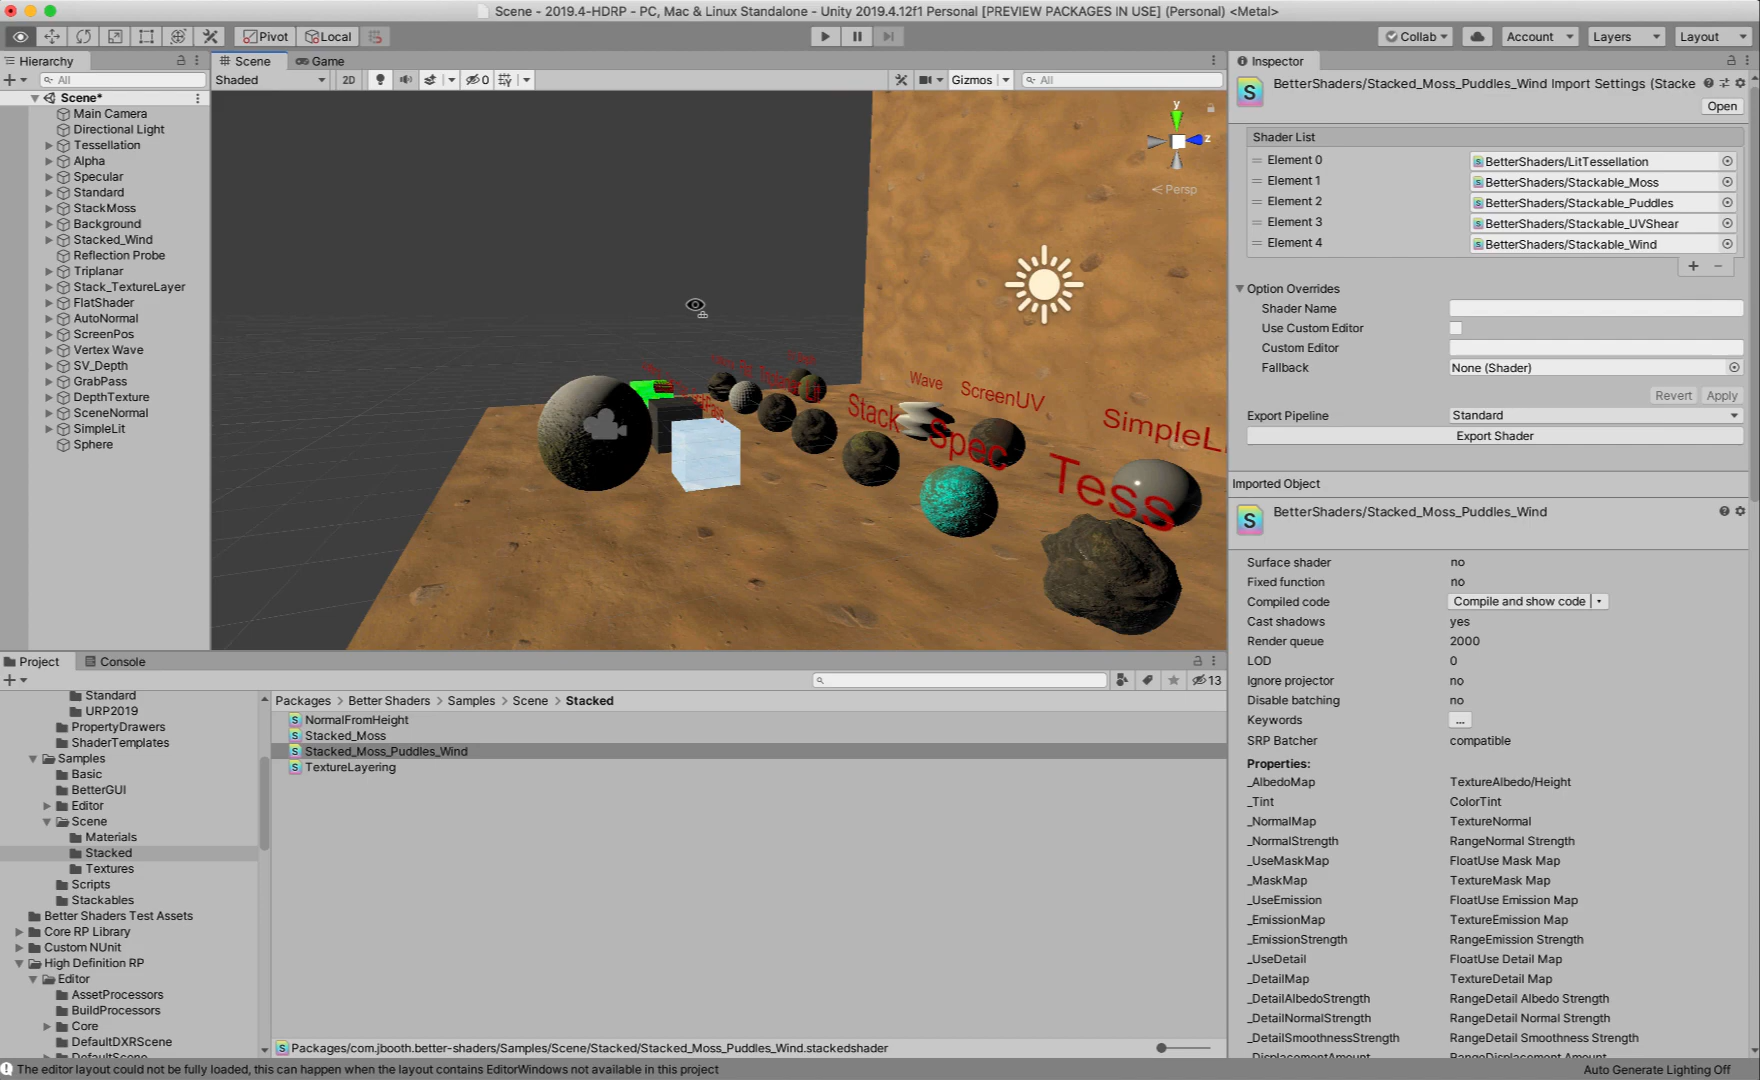 Scene - 2019.4-HDRP - PC, Mac & Linux Standalone - Unity 2019.4.12f1 Personal [PREVIEW PACKAGES IN USE] (Personal) <Metal>
Pivot Local Collab Account Layers Layout
Hierarchy Scene Game Inspector
All Shaded 2D 0 Gizmos All
BetterShaders/Stacked_Moss_Puddles_Wind Import Settings (Stacke
Open
Scene*
Main Camera
Directional Light
Tessellation
Alpha
Specular
Standard
StackMoss
Background
Stacked_Wind
Reflection Probe
Triplanar
Stack_TextureLayer
FlatShader
AutoNormal
ScreenPos
Vertex Wave
SV_Depth
GrabPass
DepthTexture
SceneNormal
SimpleLit
Sphere
y
z
Persp
Wave
ScreenUV
Stack
Spec
SimpleL
Tess
Shader List
Element 0 BetterShaders/LitTessellation
Element 1 BetterShaders/Stackable_Moss
Element 2 BetterShaders/Stackable_Puddles
Element 3 BetterShaders/Stackable_UVShear
Element 4 BetterShaders/Stackable_Wind
Option Overrides
Shader Name
Use Custom Editor
Custom Editor
Fallback None (Shader)
Revert Apply
Export Pipeline Standard
Export Shader
Imported Object
BetterShaders/Stacked_Moss_Puddles_Wind
Surface shader no
Fixed function no
Compiled code Compile and show code
Cast shadows yes
Render queue 2000
LOD 0
Ignore projector no
Disable batching no
Keywords ...
SRP Batcher compatible
Properties:
_AlbedoMap TextureAlbedo/Height
_Tint ColorTint
_NormalMap TextureNormal
_NormalStrength RangeNormal Strength
_UseMaskMap FloatUse Mask Map
_MaskMap TextureMask Map
_UseEmission FloatUse Emission Map
_EmissionMap TextureEmission Map
_EmissionStrength RangeEmission Strength
_UseDetail FloatUse Detail Map
_DetailMap TextureDetail Map
_DetailAlbedoStrength RangeDetail Albedo Strength
_DetailNormalStrength RangeDetail Normal Strength
_DetailSmoothnessStrength RangeDetail Smoothness Strength
_DisplacementAmount RangeDisplacement Amount
Project Console
13
Standard
URP2019
PropertyDrawers
ShaderTemplates
Samples
Basic
BetterGUI
Editor
Scene
Materials
Stacked
Textures
Scripts
Stackables
Better Shaders Test Assets
Core RP Library
Custom NUnit
High Definition RP
Editor
AssetProcessors
BuildProcessors
Core
DefaultDXRScene
DefaultScene
Packages > Better Shaders > Samples > Scene > Stacked
NormalFromHeight
Stacked_Moss
Stacked_Moss_Puddles_Wind
TextureLayering
Packages/com.jbooth.better-shaders/Samples/Scene/Stacked/Stacked_Moss_Puddles_Wind.stackedshader
The editor layout could not be fully loaded, this can happen when the layout contains EditorWindows not available in this project
Auto Generate Lighting Off